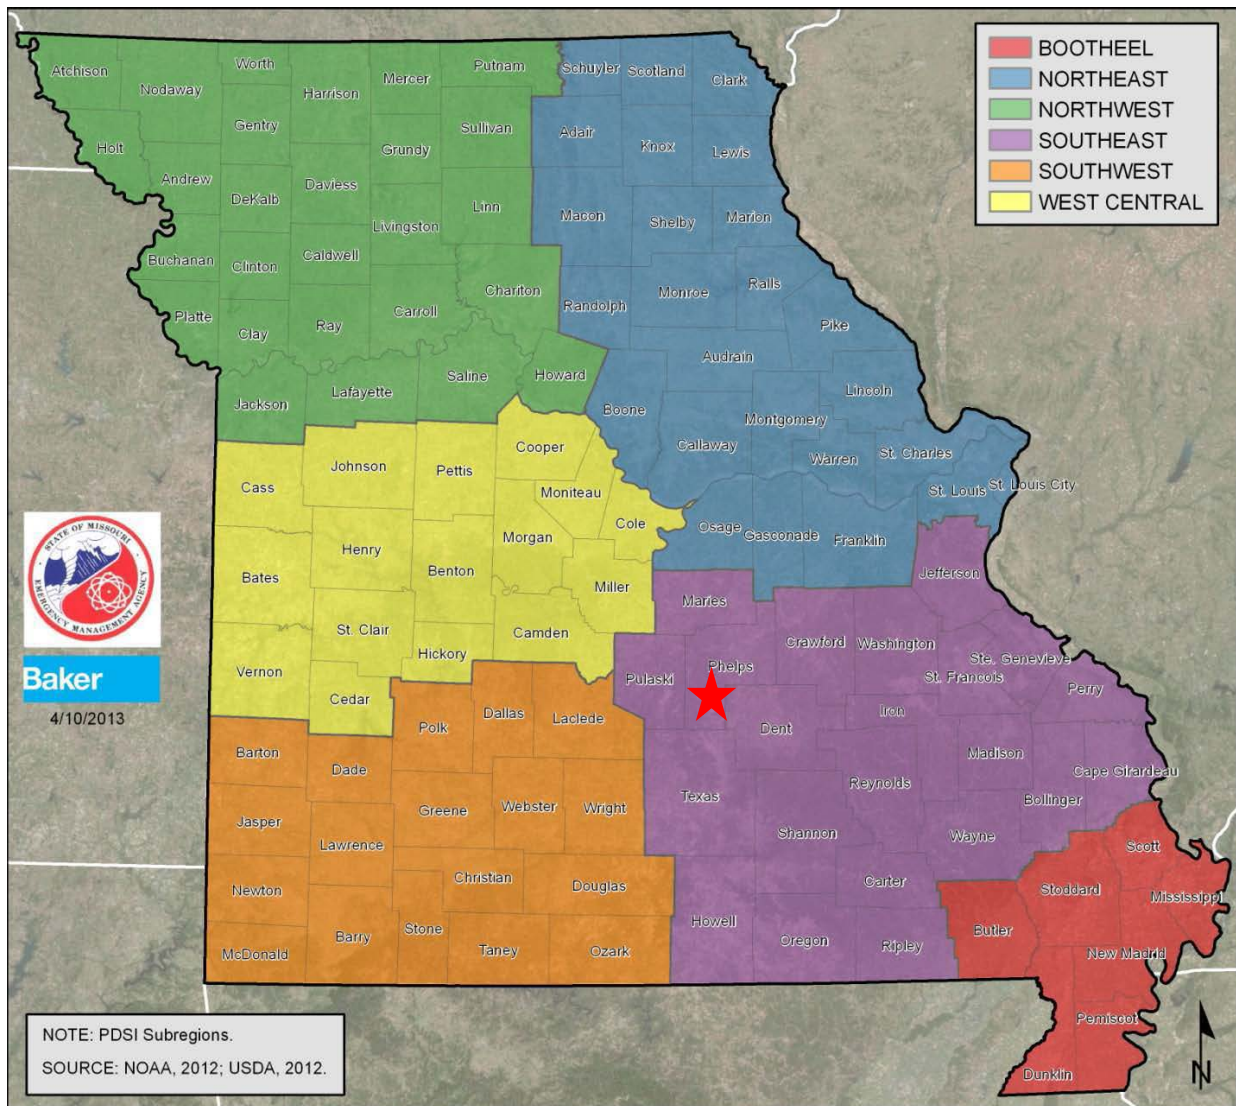 BOOTHEEL
NORTHEAST
NORTHWEST
SOUTHEAST
SOUTHWEST
WEST CENTRAL
Atchison
Nodaway
Worth
Harrison
Mercer
Putnam
Schuyler
Scotland
Clark
Holt
Gentry
Sullivan
Adair
Knox
Lewis
Andrew
DeKalb
Daviess
Grundy
Linn
Macon
Shelby
Marion
Livingston
Buchanan
Clinton
Caldwell
Chariton
Monroe
Ralls
Platte
Clay
Ray
Carroll
Randolph
Pike
Audrain
Jackson
Lafayette
Saline
Howard
Boone
Lincoln
Montgomery
Callaway
Warren
St. Charles
St. Louis
St. Louis City
Cass
Johnson
Pettis
Cooper
Moniteau
Cole
Osage
Gasconade
Franklin
Bates
Henry
Benton
Morgan
Miller
Jefferson
Maries
Vernon
St. Clair
Hickory
Camden
Crawford
Washington
Ste. Genevieve
St. Francois
Perry
Cedar
Pulaski
Phelps
Polk
Dallas
Laclede
Dent
Iron
Madison
Cape Girardeau
Barton
Dade
Greene
Webster
Wright
Texas
Reynolds
Bollinger
Jasper
Lawrence
Shannon
Wayne
Scott
Newton
Christian
Douglas
Carter
Stoddard
Mississippi
McDonald
Barry
Stone
Taney
Ozark
Howell
Oregon
Ripley
Butler
New Madrid
Pemiscot
Dunklin
STATE OF MISSOURI
EMERGENCY MANAGEMENT AGENCY
Baker
4/10/2013
NOTE: PDSI Subregions.
SOURCE: NOAA, 2012; USDA, 2012.
N